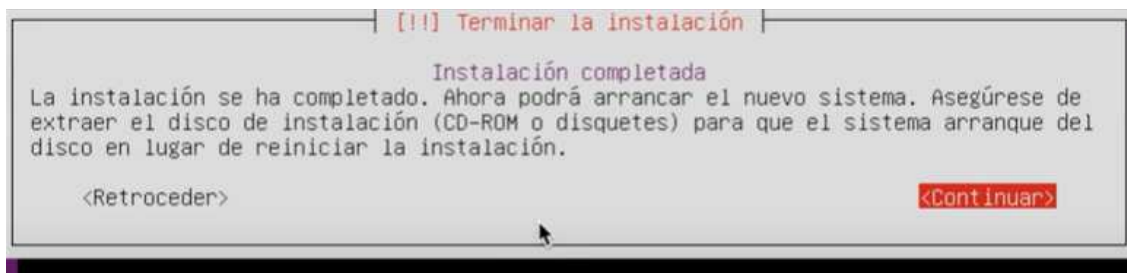 [!!] Terminar la instalación
Instalación completada
La instalación se ha completado. Ahora podrá arrancar el nuevo sistema. Asegúrese de
extraer el disco de instalación (CD-ROM o disquetes) para que el sistema arranque del
disco en lugar de reiniciar la instalación.
<Retroceder> <Continuar>